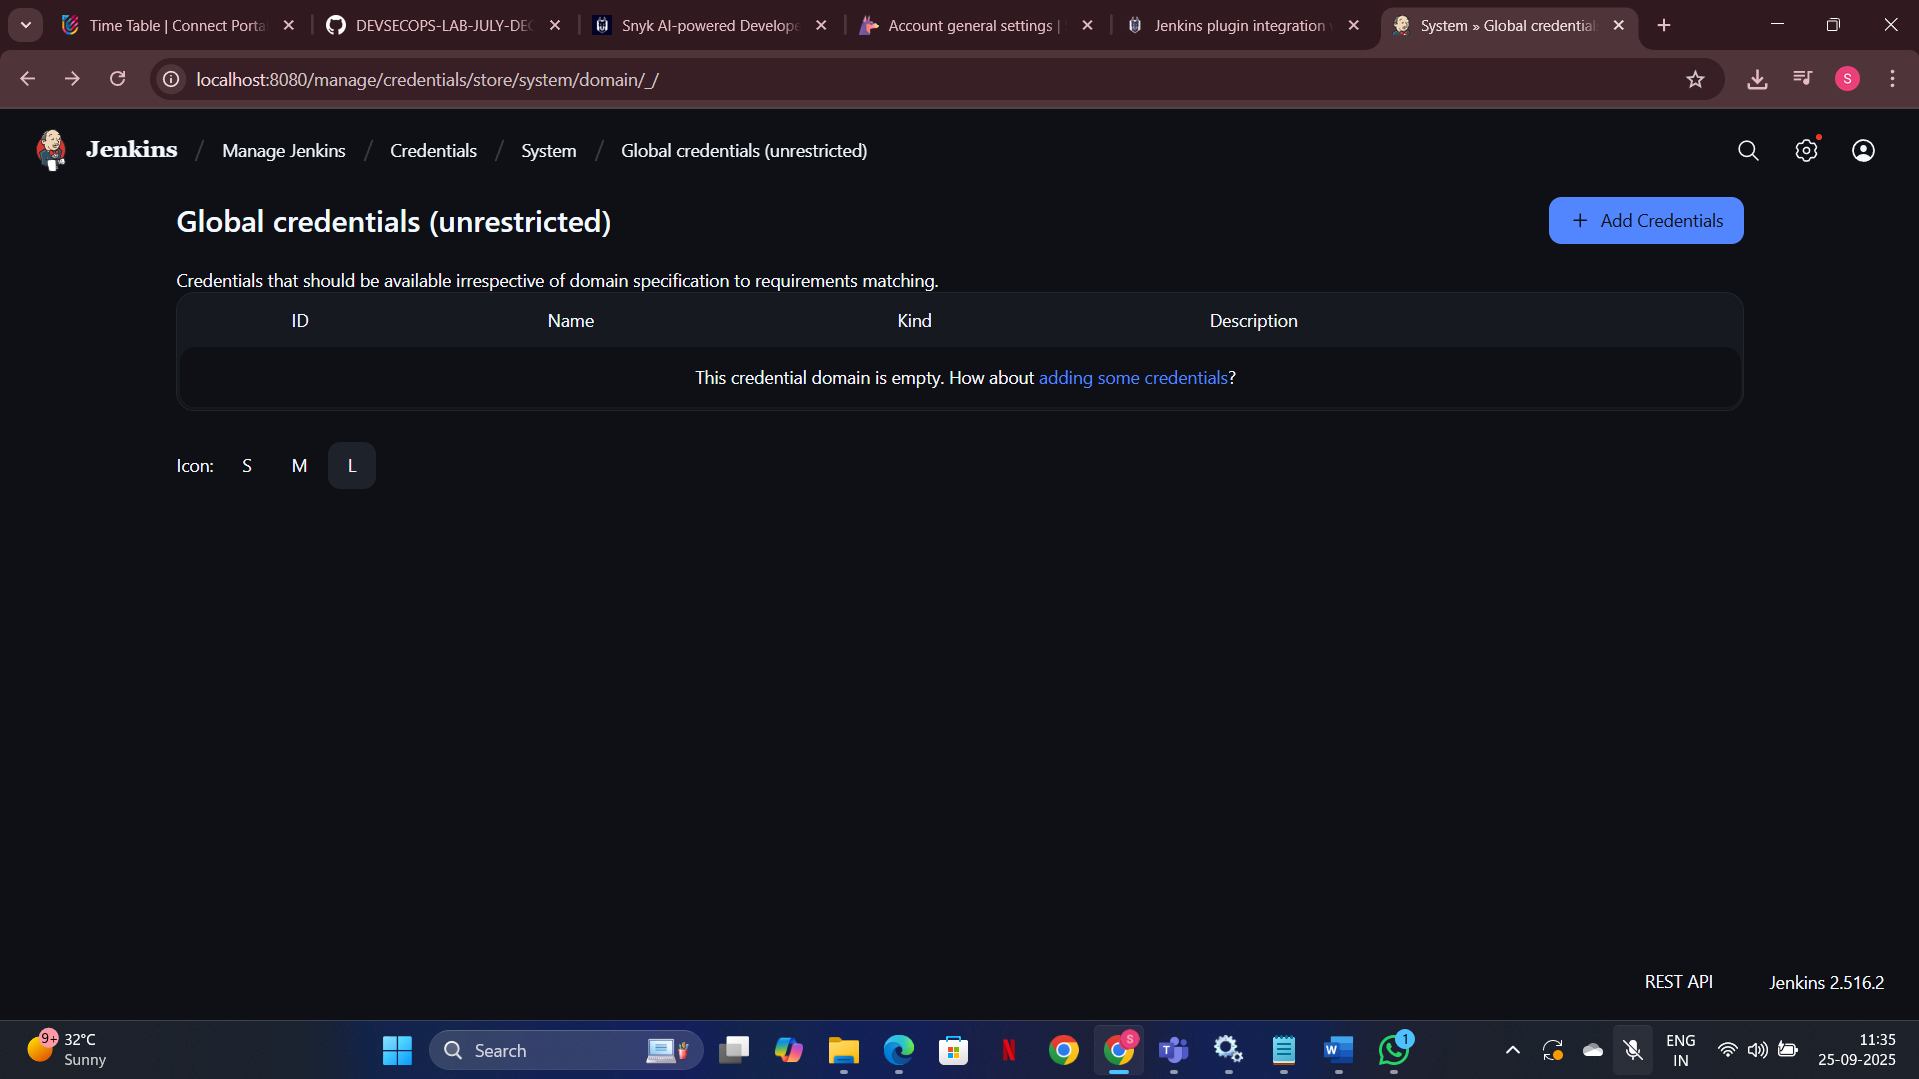 Time Table | Connect Porta
DEVSECOPS-LAB-JULY-DEC
Snyk AI-powered Develope
Account general settings |
Jenkins plugin integration
System » Global credential
localhost:8080/manage/credentials/store/system/domain/_/
S
Jenkins / Manage Jenkins / Credentials / System / Global credentials (unrestricted)
Global credentials (unrestricted)
+ Add Credentials
Credentials that should be available irrespective of domain specification to requirements matching.
ID Name Kind Description
This credential domain is empty. How about adding some credentials?
Icon: S M L
REST API Jenkins 2.516.2
9+
32°C
Sunny
Search
S
1
ENG
IN
11:35
25-09-2025